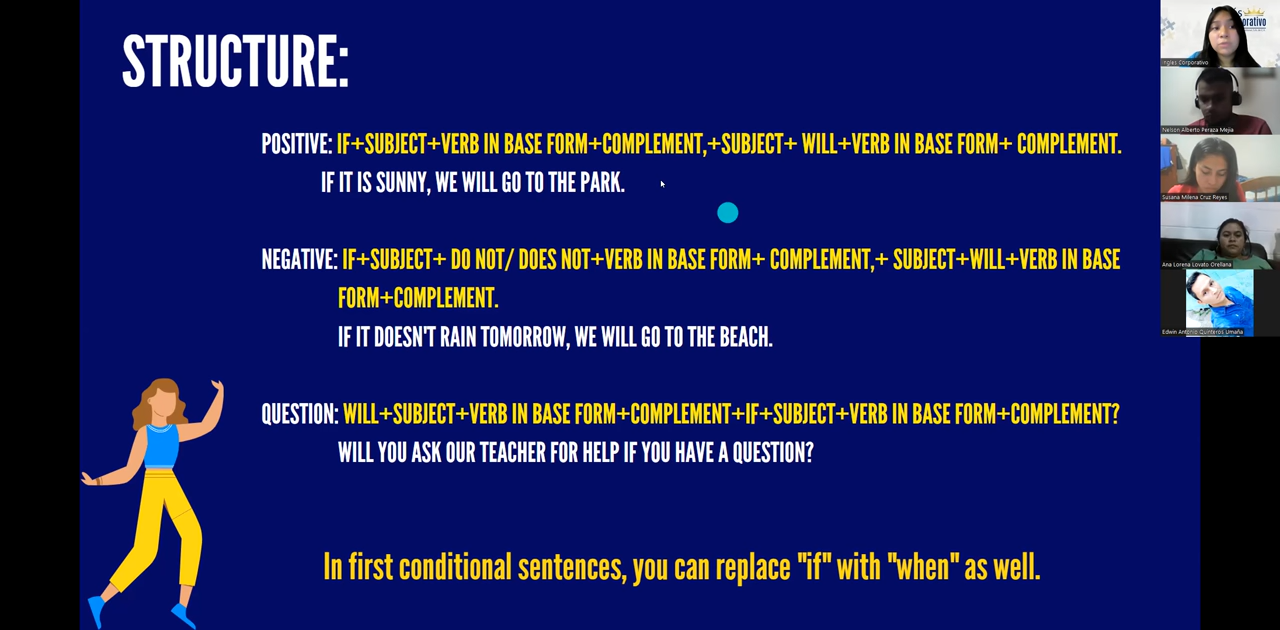 STRUCTURE:
POSITIVE: IF+SUBJECT+VERB IN BASE FORM+COMPLEMENT,+SUBJECT+ WILL+VERB IN BASE FORM+ COMPLEMENT.
IF IT IS SUNNY, WE WILL GO TO THE PARK.
NEGATIVE: IF+SUBJECT+ DO NOT/ DOES NOT+VERB IN BASE FORM+ COMPLEMENT,+ SUBJECT+WILL+VERB IN BASE
FORM+COMPLEMENT.
IF IT DOESN'T RAIN TOMORROW, WE WILL GO TO THE BEACH.
QUESTION: WILL+SUBJECT+VERB IN BASE FORM+COMPLEMENT+IF+SUBJECT+VERB IN BASE FORM+COMPLEMENT?
WILL YOU ASK OUR TEACHER FOR HELP IF YOU HAVE A QUESTION?
In first conditional sentences, you can replace "if" with "when" as well.
Ingles Corporativo
Nelson Alberto Peraza Mejia
Susana Milena Cruz Reyes
Ana Lorena Lovato Orellana
Edwin Antonio Quinteros Umaña